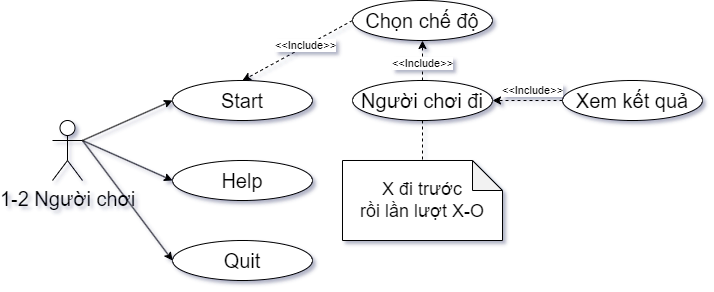 Chọn chế độ
<<Include>>
<<Include>>
Start
Người chơi đi
<<Include>>
Xem kết quả
1-2 Người chơi
Help
X đi trước
rồi lần lượt X-O
Quit